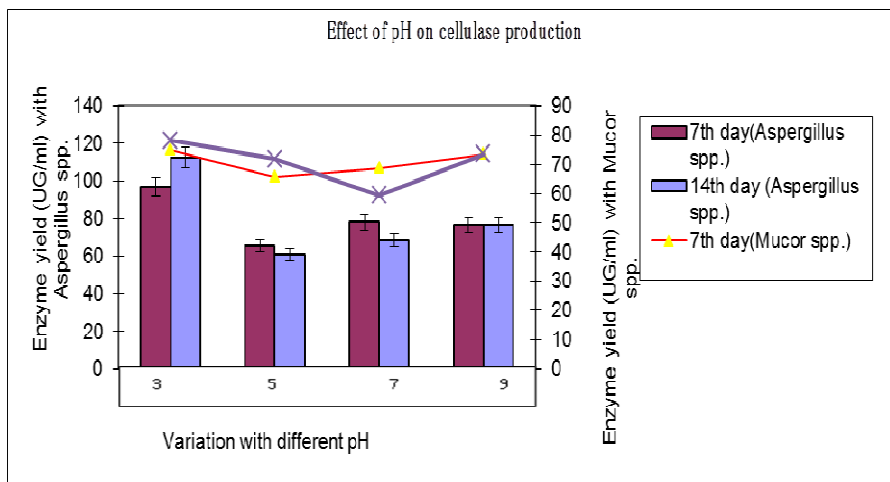 Effect of pH on cellulase production
Enzyme yield (UG/ml) with
Aspergillus spp.
140
120
100
80
60
40
20
0
90
80
70
60
50
40
30
20
10
0
Enzyme yield (UG/ml) with Mucor
spp.
3
5
7
9
Variation with different pH
7th day(Aspergillus
spp.)
14th day (Aspergillus
spp.)
7th day(Mucor spp.)